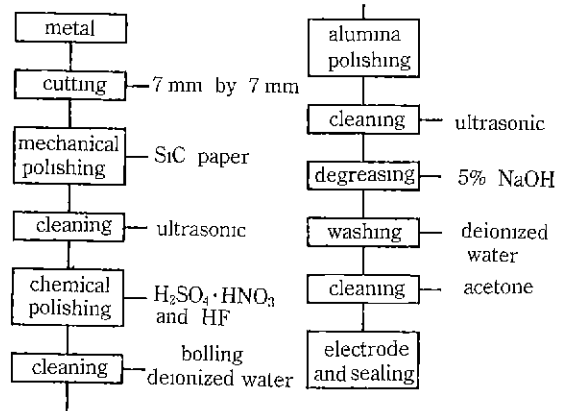 metal
cutting
7 mm by 7 mm
mechanical
polishing
SiC paper
cleaning
ultrasonic
chemical
polishing
H₂SO₄·HNO₃
and HF
cleaning
bolling
deionized water
alumina
polishing
cleaning
ultrasonic
degreasing
5% NaOH
washing
deionized
water
cleaning
acetone
electrode
and sealing